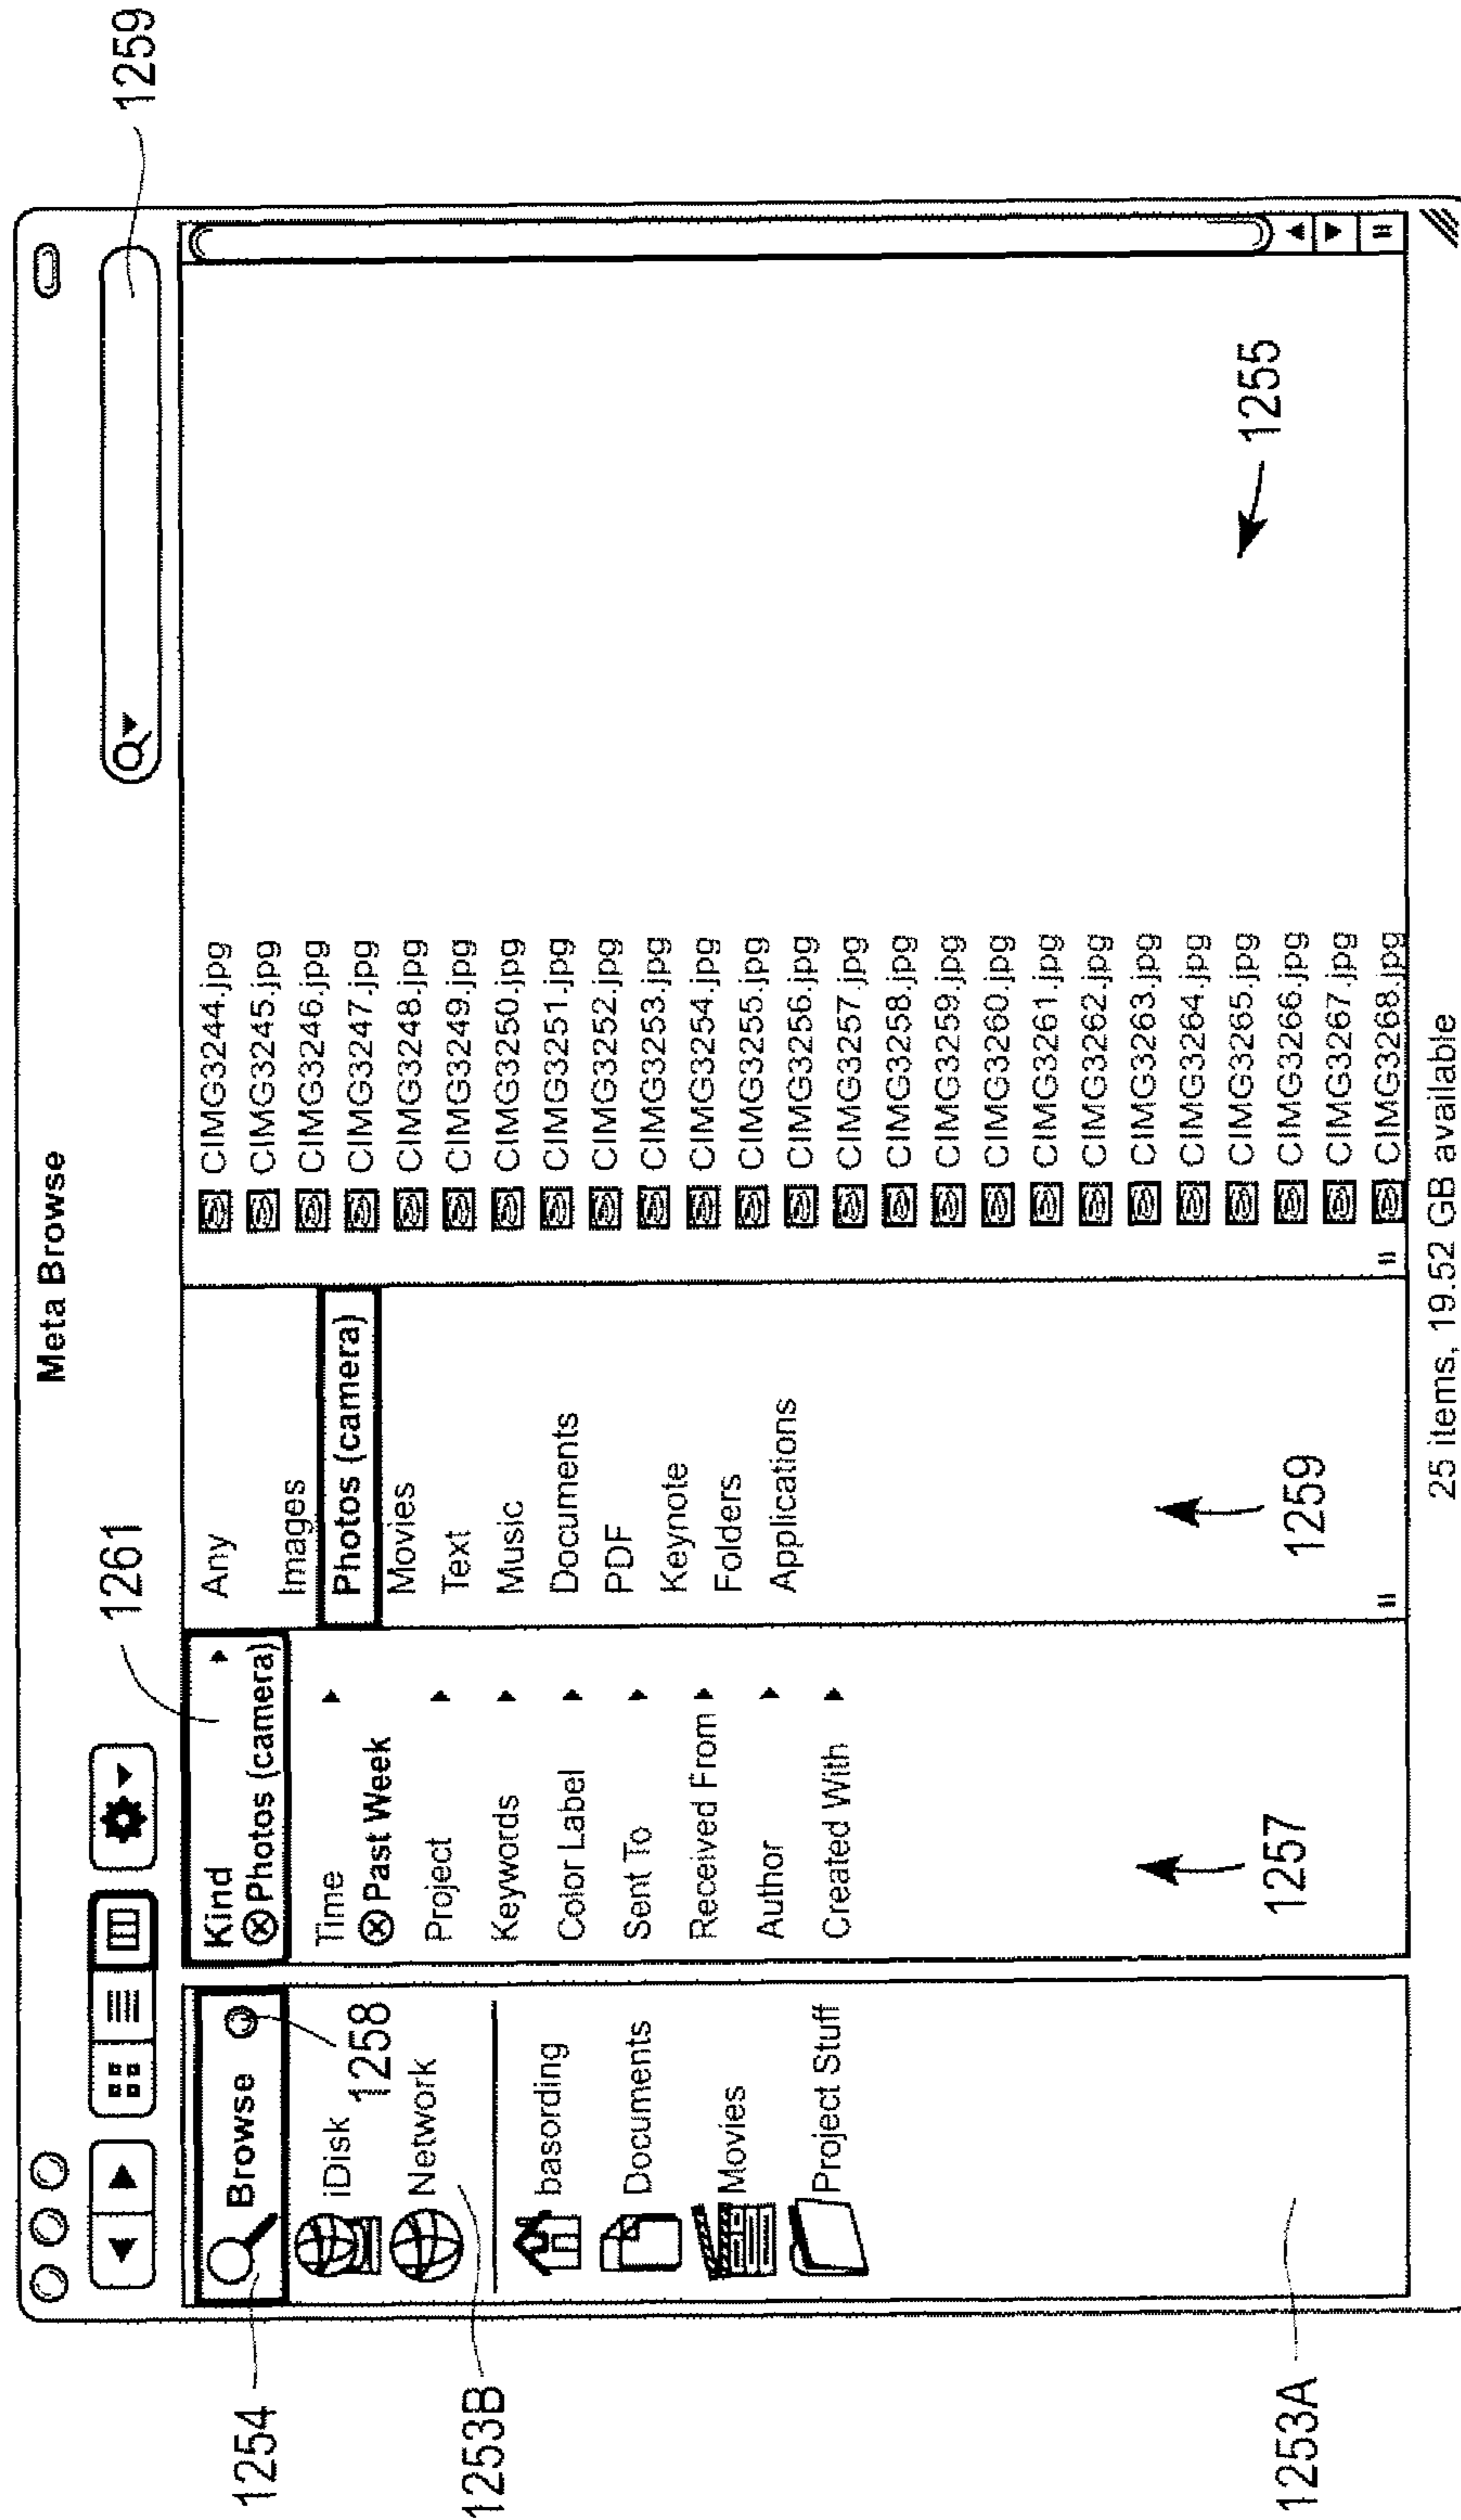 Meta Browse
1261
1259
1254
Browse
1258
iDisk
Network
1253B
basording
Documents
Movies
Project Stuff
1253A
Kind
Photos (camera)
Time
Past Week
Project
Keywords
Color Label
Sent To
Received From
Author
Created With
1257
Any
Images
Photos (camera)
Movies
Text
Music
Documents
PDF
Keynote
Folders
Applications
1259
CIMG3244.jpg
CIMG3245.jpg
CIMG3246.jpg
CIMG3247.jpg
CIMG3248.jpg
CIMG3249.jpg
CIMG3250.jpg
CIMG3251.jpg
CIMG3252.jpg
CIMG3253.jpg
CIMG3254.jpg
CIMG3255.jpg
CIMG3256.jpg
CIMG3257.jpg
CIMG3258.jpg
CIMG3259.jpg
CIMG3260.jpg
CIMG3261.jpg
CIMG3262.jpg
CIMG3263.jpg
CIMG3264.jpg
CIMG3265.jpg
CIMG3266.jpg
CIMG3267.jpg
CIMG3268.jpg
1255
25 items, 19.52 GB available